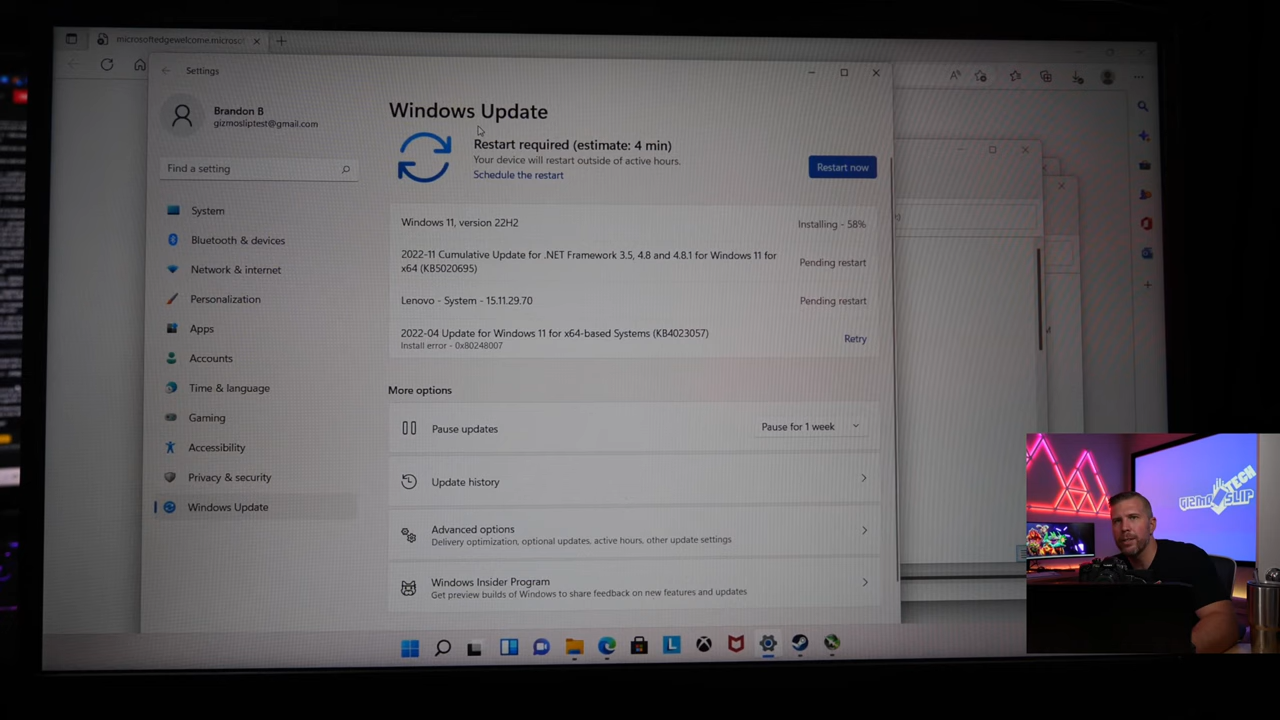 microsoftedgewelcome.microsoft
Settings
Brandon B
gizmosliptest@gmail.com
Find a setting
System
Bluetooth & devices
Network & internet
Personalization
Apps
Accounts
Time & language
Gaming
Accessibility
Privacy & security
Windows Update
Windows Update
Restart required (estimate: 4 min)
Your device will restart outside of active hours.
Schedule the restart
Restart now
Windows 11, version 22H2
Installing - 58%
2022-11 Cumulative Update for .NET Framework 3.5, 4.8 and 4.8.1 for Windows 11 for
x64 (KB5020695)
Pending restart
Lenovo - System - 15.11.29.70
Pending restart
2022-04 Update for Windows 11 for x64-based Systems (KB4023057)
Install error - 0x80248007
Retry
More options
Pause updates
Pause for 1 week
Update history
Advanced options
Delivery optimization, optional updates, active hours, other update settings
Windows Insider Program
Get preview builds of Windows to share feedback on new features and updates
GIZMO SLIP TECH